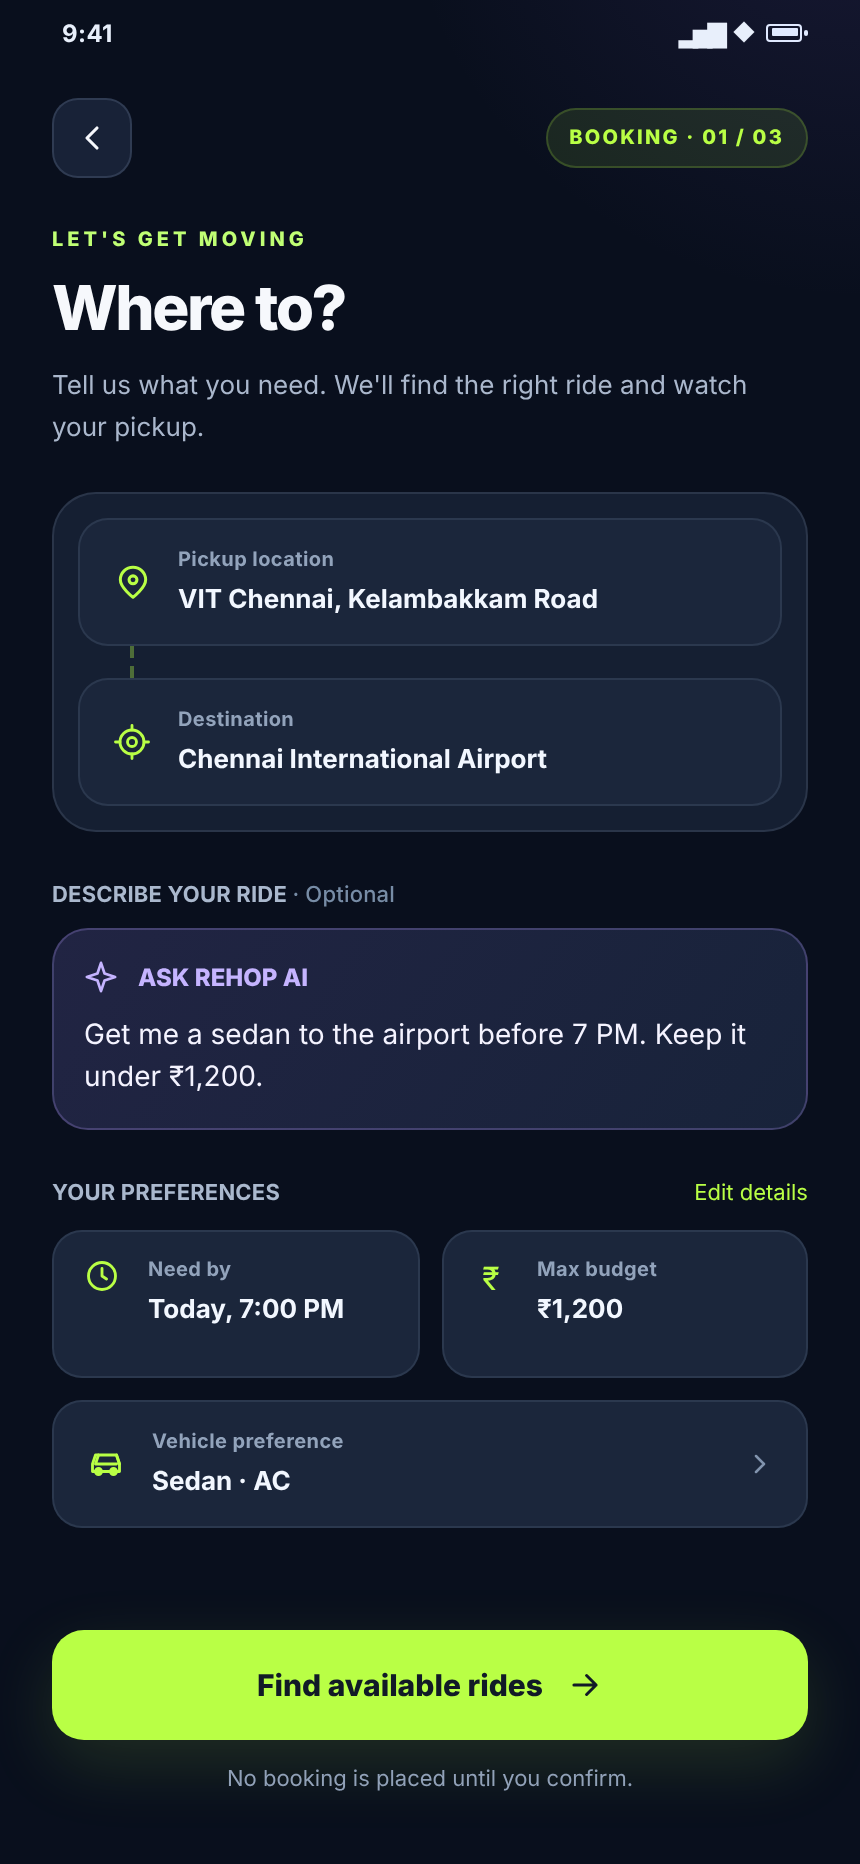 9:41
BOOKING · 01 / 03
LET'S GET MOVING
Where to?
Tell us what you need. We'll find the right ride and watch
your pickup.
Pickup location
VIT Chennai, Kelambakkam Road
Destination
Chennai International Airport
DESCRIBE YOUR RIDE · Optional
ASK REHOP AI
Get me a sedan to the airport before 7 PM. Keep it
under ₹1,200.
YOUR PREFERENCES
Edit details
Need by
Today, 7:00 PM
₹
Max budget
₹1,200
Vehicle preference
Sedan · AC
Find available rides →
No booking is placed until you confirm.